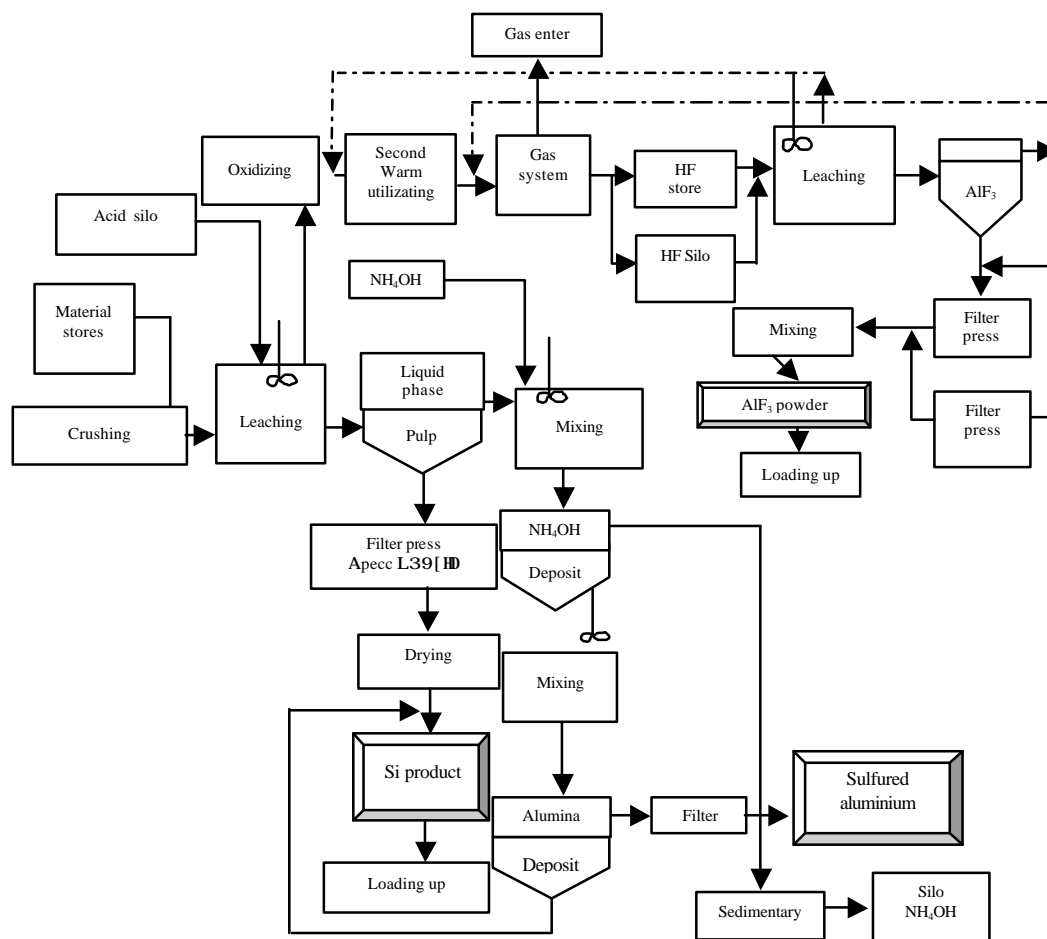 Gas enter
Oxidizing
Second
Warm
utilizating
Gas
system
HF
store
Leaching
AlF₃
Acid silo
HF Silo
NH₄OH
Material
stores
Mixing
Filter
press
Liquid
phase
Leaching
AlF₃ powder
Filter
press
Crushing
Pulp
Mixing
Loading up
NH₄OH
Filter press
Apecc L39
Deposit
Drying
Mixing
Si product
Sulfured
aluminium
Alumina
Filter
Deposit
Loading up
Sedimentary
Silo
NH₄OH